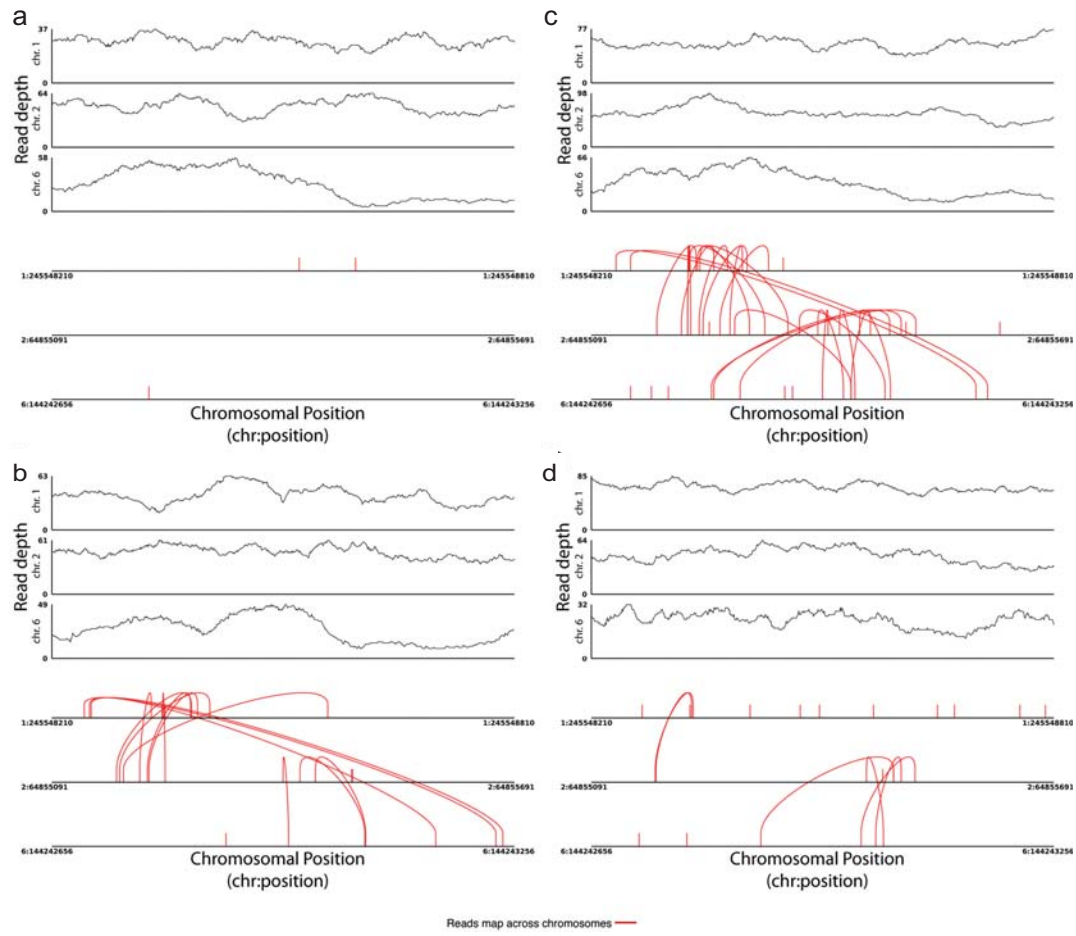 a
Read depth
37
chr. 1
0
64
chr. 2
0
58
chr. 6
0
1:245548210 1:245548810
2:64855091 2:64855691
6:144242656 6:144243256
Chromosomal Position
(chr:position)
c
Read depth
77
chr. 1
0
98
chr. 2
0
66
chr. 6
0
1:245548210 1:245548810
2:64855091 2:64855691
6:144242656 6:144243256
Chromosomal Position
(chr:position)
b
Read depth
63
chr. 1
0
61
chr. 2
0
49
chr. 6
0
1:245548210 1:245548810
2:64855091 2:64855691
6:144242656 6:144243256
Chromosomal Position
(chr:position)
d
Read depth
85
chr. 1
0
64
chr. 2
0
32
chr. 6
0
1:245548210 1:245548810
2:64855091 2:64855691
6:144242656 6:144243256
Chromosomal Position
(chr:position)
Reads map across chromosomes